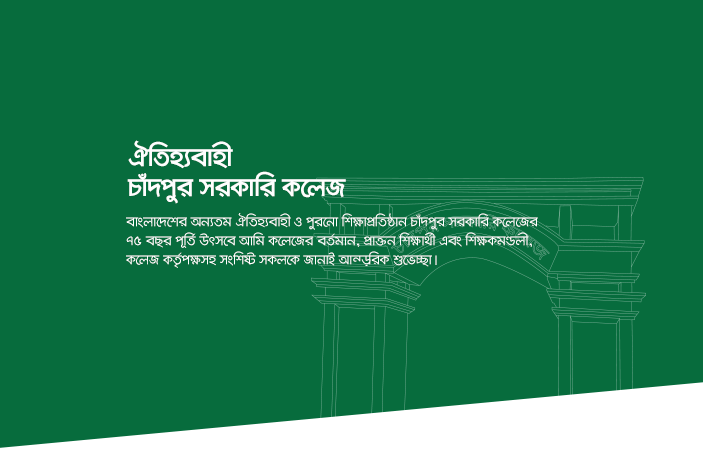 ঐতিহ্যবাহী
চাঁদপুর সরকারি কলেজ
বাংলাদেশের অন্যতম ঐতিহ্যবাহী ও পুরনো শিক্ষাপ্রতিষ্ঠান চাঁদপুর সরকারি কলেজের
৭৫ বছর পূর্তি উৎসবে আমি কলেজের বর্তমান, প্রাক্তন শিক্ষার্থী এবং শিক্ষকমণ্ডলী,
কলেজ কর্তৃপক্ষসহ সংশিষ্ট সকলকে জানাই আন্তরিক শুভেচ্ছা।